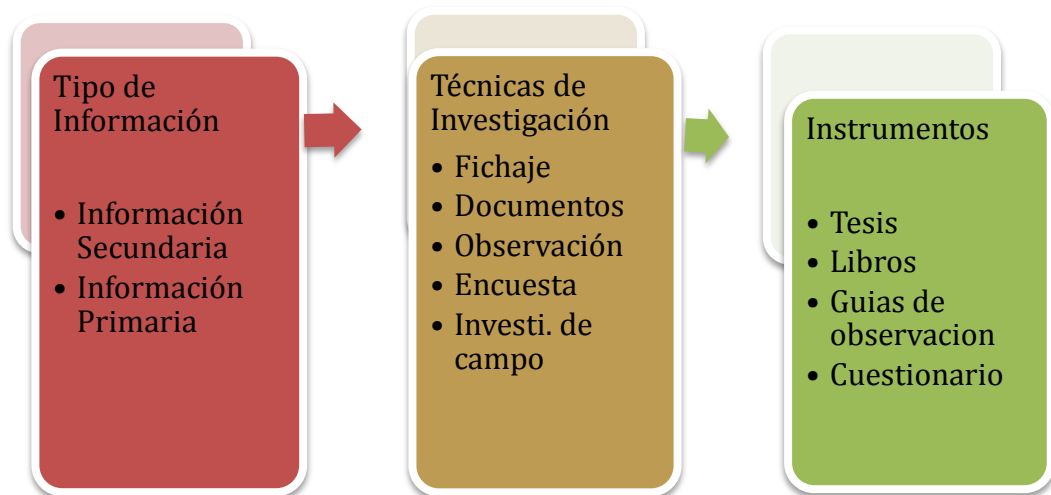 Tipo de
Información
• Información
Secundaria
• Información
Primaria
Técnicas de
Investigación
• Fichaje
• Documentos
• Observación
• Encuesta
• Investi. de
campo
Instrumentos
• Tesis
• Libros
• Guias de
observacion
• Cuestionario